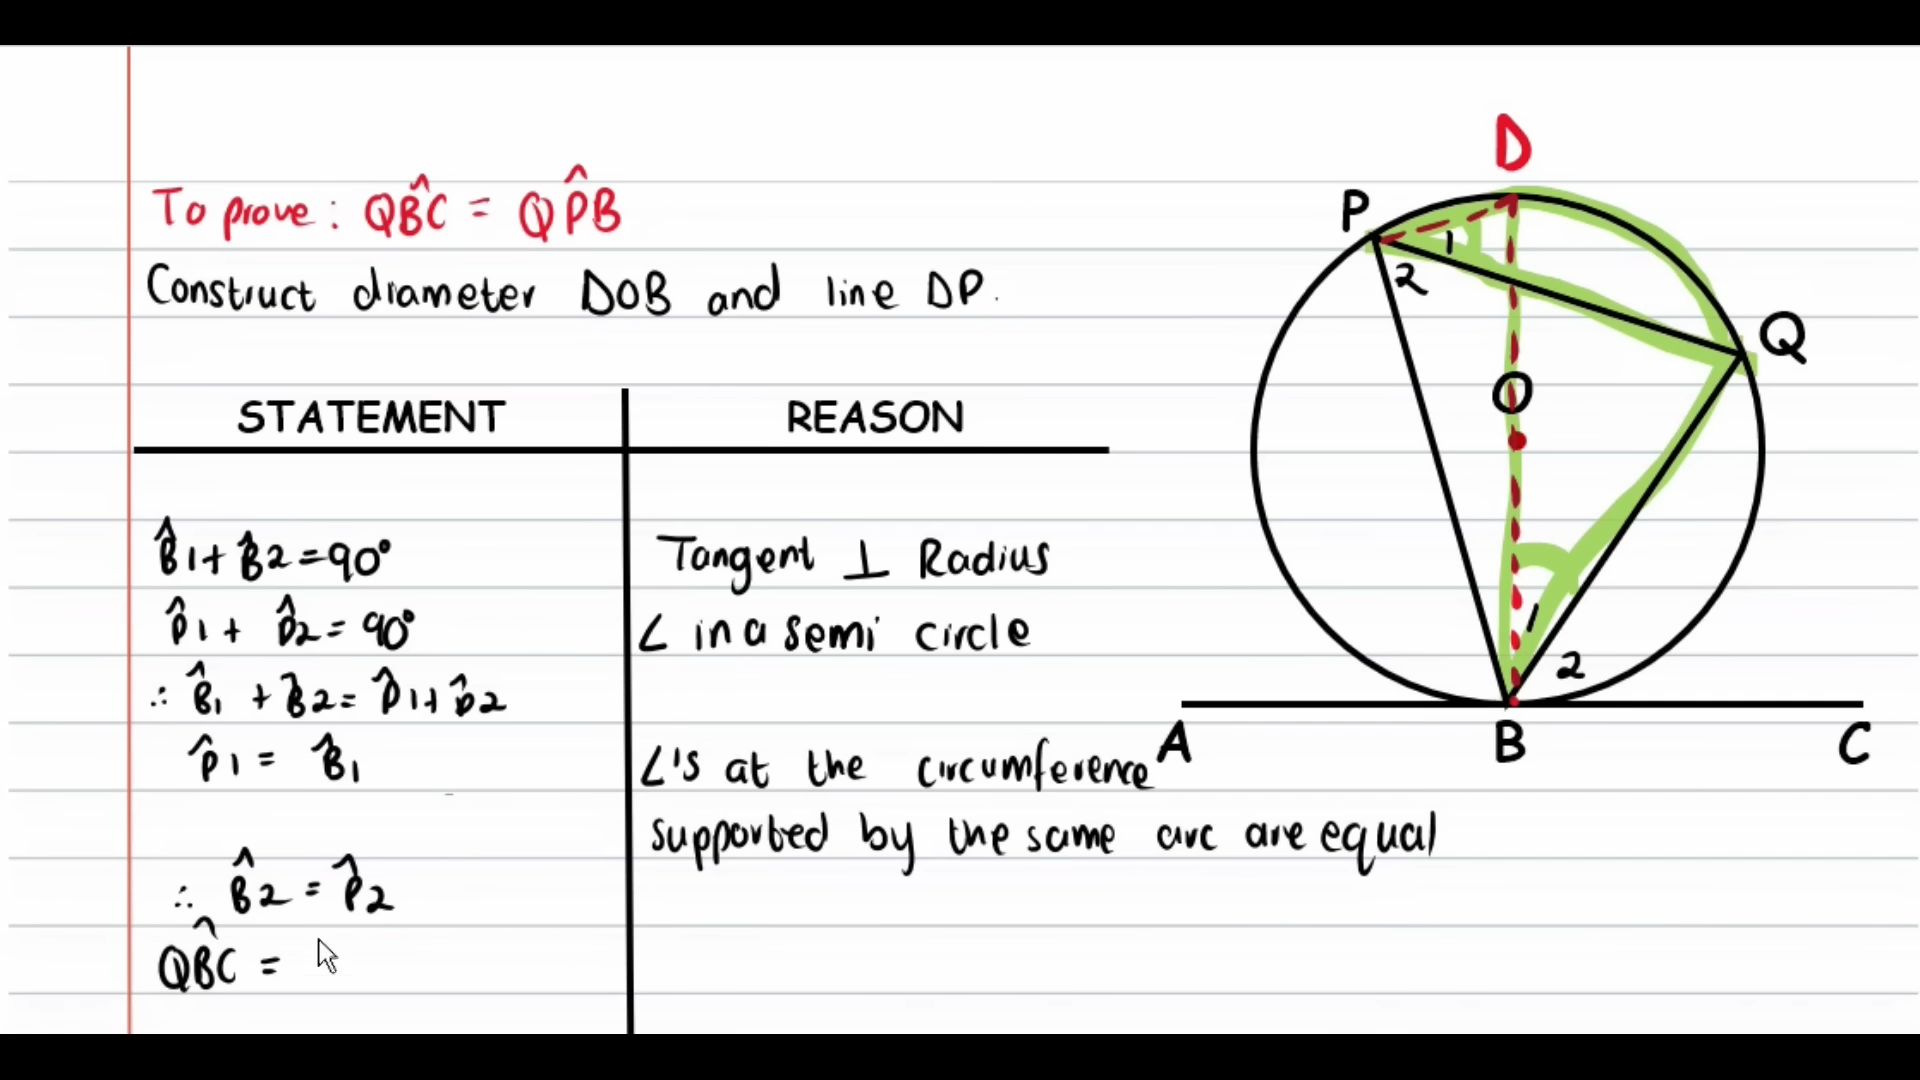 To prove: QB̂C = QP̂B
Construct diameter DOB and line DP.
STATEMENT REASON
B̂1 + B̂2 = 90° Tangent ⊥ Radius
P̂1 + P̂2 = 90° ∠ in a semi circle
∴ B̂1 + B̂2 = P̂1 + P̂2
P̂1 = B̂1 ∠'s at the circumference
supported by the same arc are equal
∴ B̂2 = P̂2
QB̂C =
D
P
1
2
Q
O
1
2
A B C